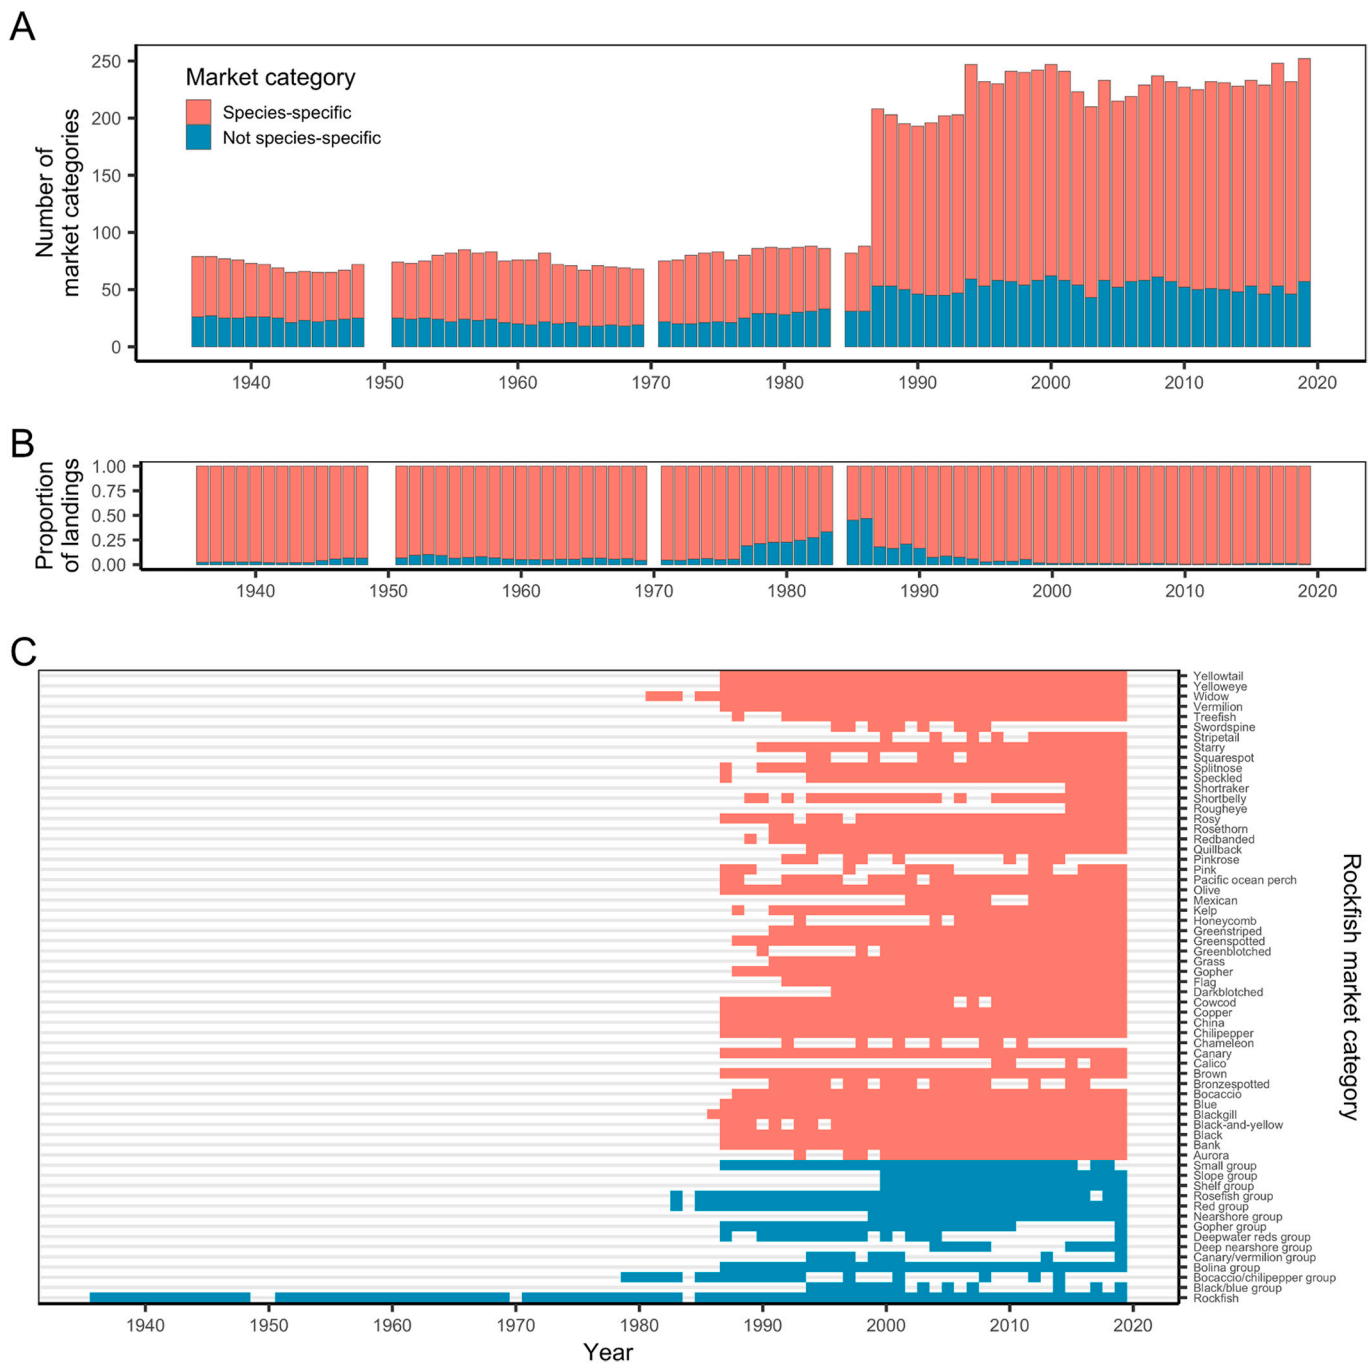 A
Number of
market categories
250
200
150
100
50
0
Market category
Species-specific
Not species-specific
1940
1950
1960
1970
1980
1990
2000
2010
2020
B
Proportion
of landings
1.00
0.75
0.50
0.25
0.00
1940
1950
1960
1970
1980
1990
2000
2010
2020
C
Yellowtail
Yelloweye
Widow
Vermilion
Treefish
Swordspine
Stripetail
Starry
Squarespot
Splitnose
Speckled
Shortraker
Shortbelly
Rougheye
Rosy
Rosethorn
Redbanded
Quillback
Pinkrose
Pink
Pacific ocean perch
Olive
Mexican
Kelp
Honeycomb
Greenstriped
Greenspotted
Greenblotched
Grass
Gopher
Flag
Darkblotched
Cowcod
Copper
China
Chilipepper
Chameleon
Canary
Calico
Brown
Bronzespotted
Bocaccio
Blue
Blackgill
Black-and-yellow
Black
Bank
Aurora
Small group
Slope group
Shelf group
Rosefish group
Red group
Nearshore group
Gopher group
Deepwater reds group
Deep nearshore group
Canary/vermilion group
Bolina group
Bocaccio/chilipepper group
Black/blue group
Rockfish
Rockfish market category
1940
1950
1960
1970
1980
1990
2000
2010
2020
Year